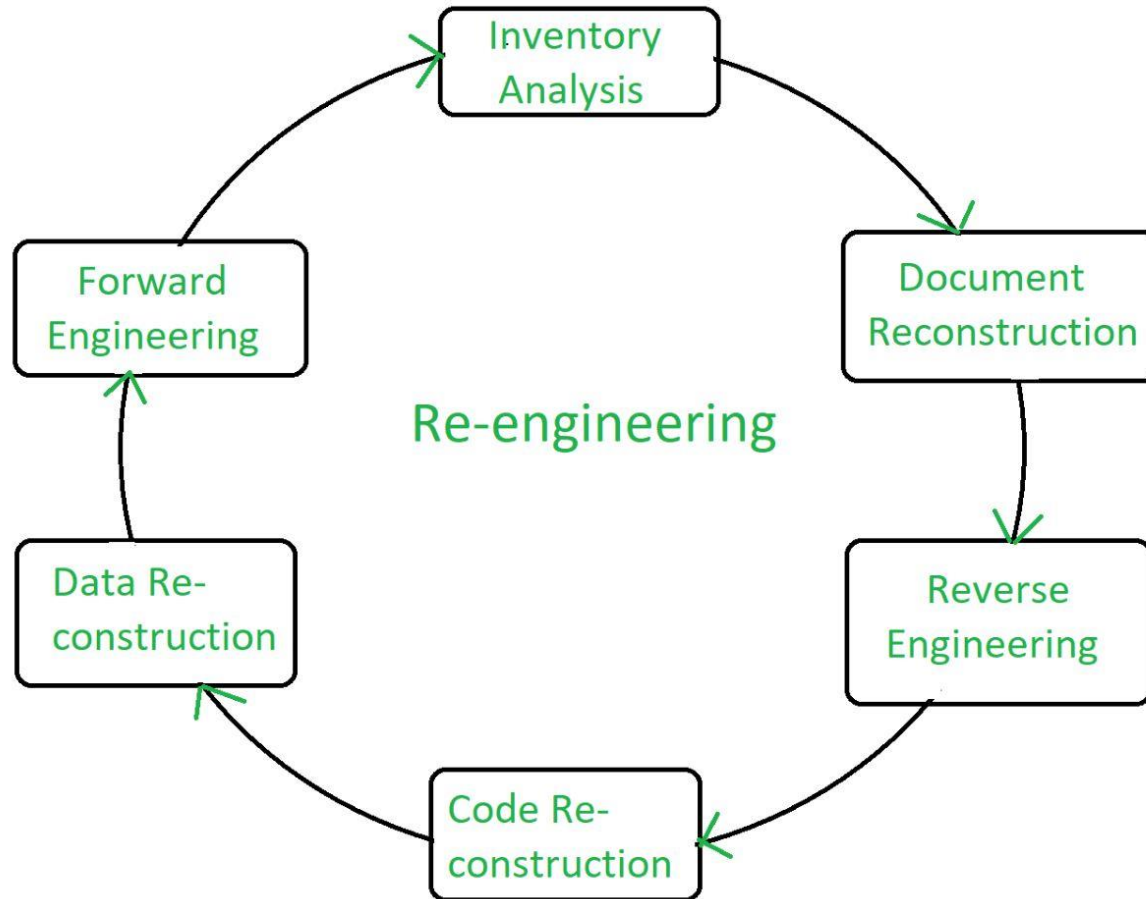 Inventory
Analysis
Document
Reconstruction
Reverse
Engineering
Code Re-
construction
Data Re-
construction
Forward
Engineering
Re-engineering